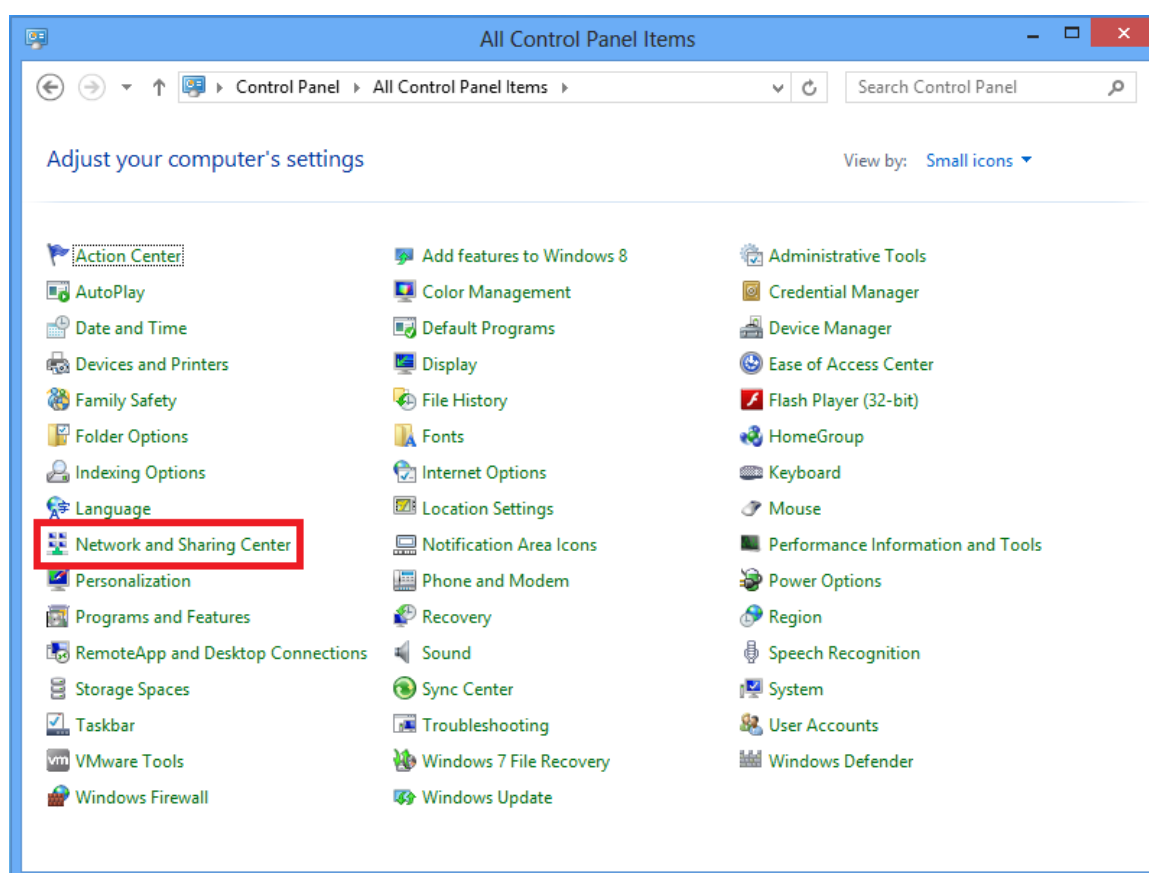 All Control Panel Items
Control Panel All Control Panel Items Search Control Panel
Adjust your computer's settings View by: Small icons
Action Center Add features to Windows 8 Administrative Tools
AutoPlay Color Management Credential Manager
Date and Time Default Programs Device Manager
Devices and Printers Display Ease of Access Center
Family Safety File History Flash Player (32-bit)
Folder Options Fonts HomeGroup
Indexing Options Internet Options Keyboard
Language Location Settings Mouse
Network and Sharing Center Notification Area Icons Performance Information and Tools
Personalization Phone and Modem Power Options
Programs and Features Recovery Region
RemoteApp and Desktop Connections Sound Speech Recognition
Storage Spaces Sync Center System
Taskbar Troubleshooting User Accounts
vm VMware Tools Windows 7 File Recovery Windows Defender
Windows Firewall Windows Update